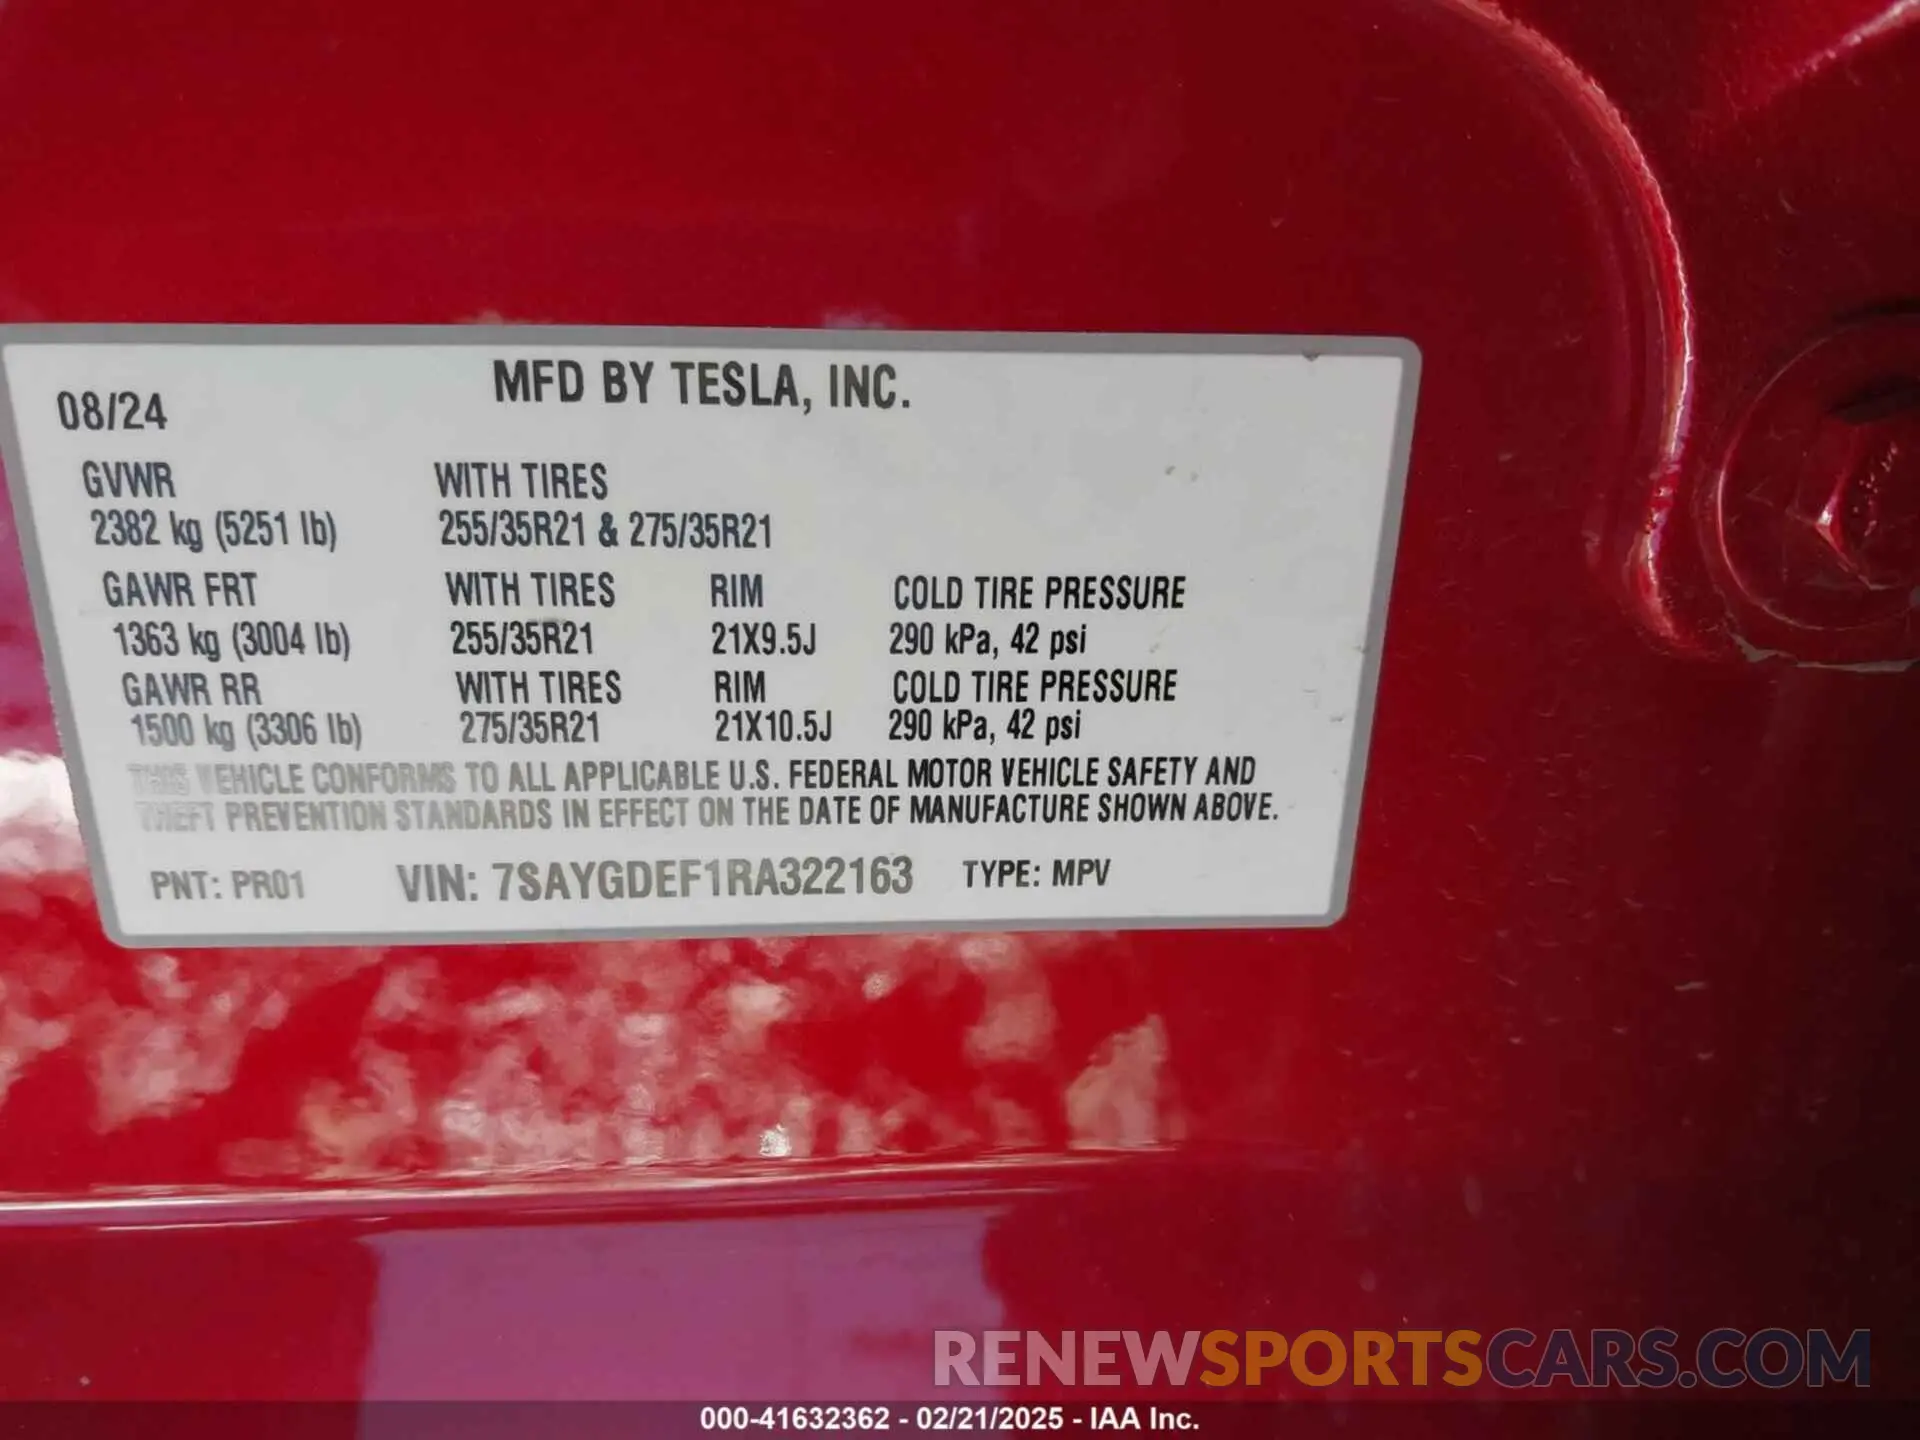 MFD BY TESLA, INC.
08/24
GVWR WITH TIRES
2382 kg (5251 lb) 255/35R21 & 275/35R21
GAWR FRT WITH TIRES RIM COLD TIRE PRESSURE
1363 kg (3004 lb) 255/35R21 21X9.5J 290 kPa, 42 psi
GAWR RR WITH TIRES RIM COLD TIRE PRESSURE
1500 kg (3306 lb) 275/35R21 21X10.5J 290 kPa, 42 psi
THIS VEHICLE CONFORMS TO ALL APPLICABLE U.S. FEDERAL MOTOR VEHICLE SAFETY AND
THEFT PREVENTION STANDARDS IN EFFECT ON THE DATE OF MANUFACTURE SHOWN ABOVE.
PNT: PR01 VIN: 7SAYGDEF1RA322163 TYPE: MPV
RENEWSPORTSCARS.COM
000-41632362 - 02/21/2025 - IAA Inc.